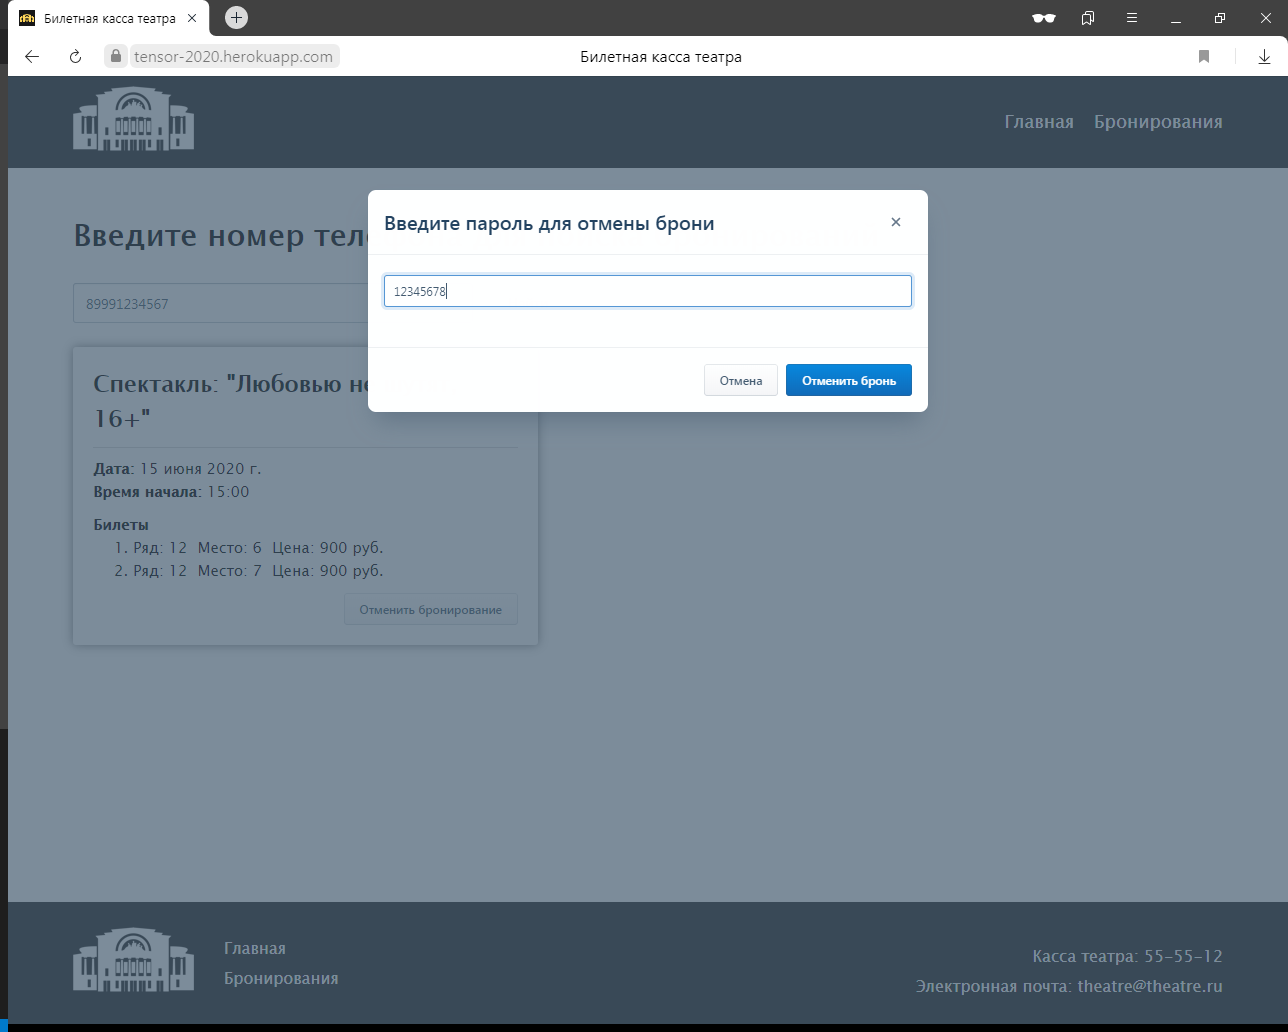 Билетная касса театра
tensor-2020.herokuapp.com
Билетная касса театра
Главная Бронирования
Введите номер тел
89991234567
Введите пароль для отмены брони
12345678
Отмена
Отменить бронь
Спектакль: "Любовью
16+"
Дата: 15 июня 2020 г.
Время начала: 15:00
Билеты
1. Ряд: 12 Место: 6 Цена: 900 руб.
2. Ряд: 12 Место: 7 Цена: 900 руб.
Отменить бронирование
Главная
Бронирования
Касса театра: 55-55-12
Электронная почта: theatre@theatre.ru